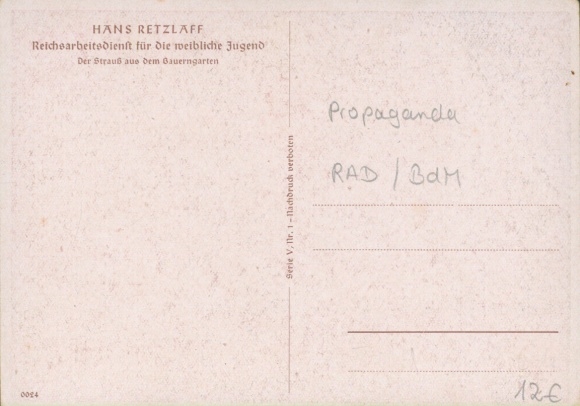 HANS RETZLAFF
Reichsarbeitsdienst für die weibliche Jugend
Der Strauß aus dem Bauerngarten
Serie V, Nr. 1 – Nachdruck verboten
Propaganda
RAD / BdM
0024
12€